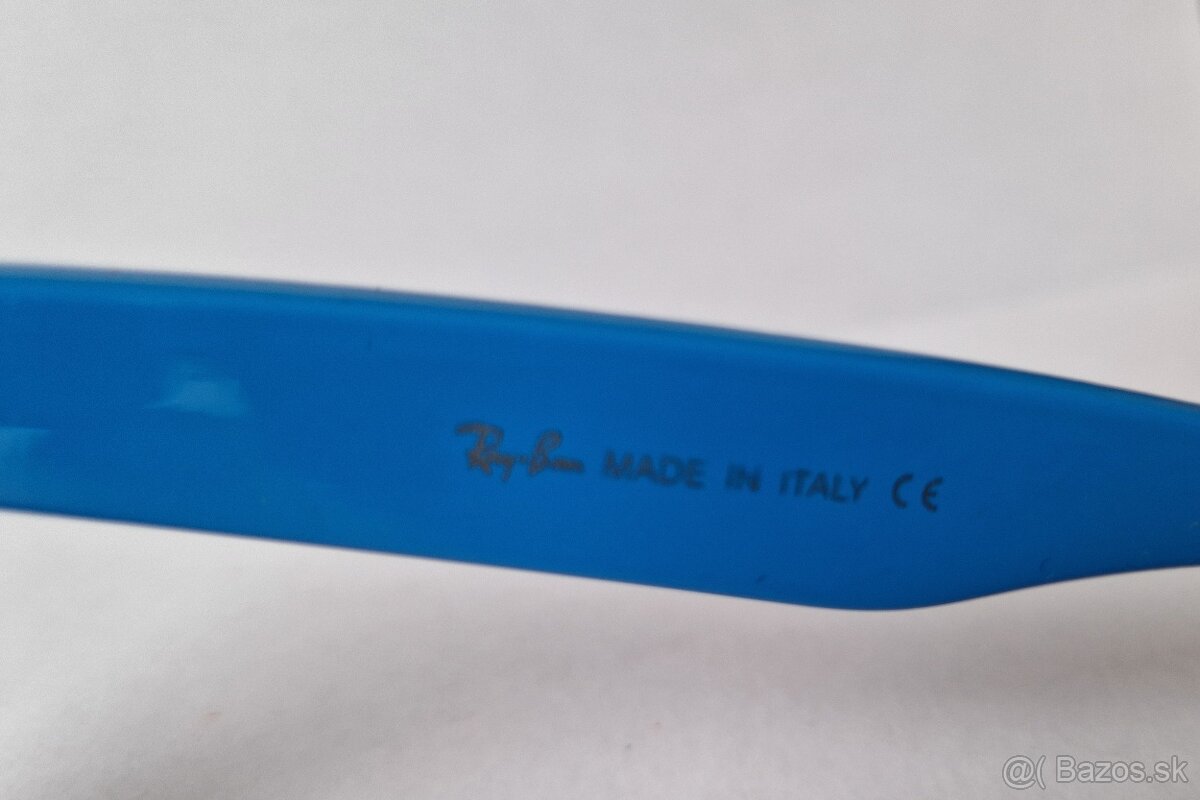 Ray-Ban MADE IN ITALY CE
@( Bazos.sk